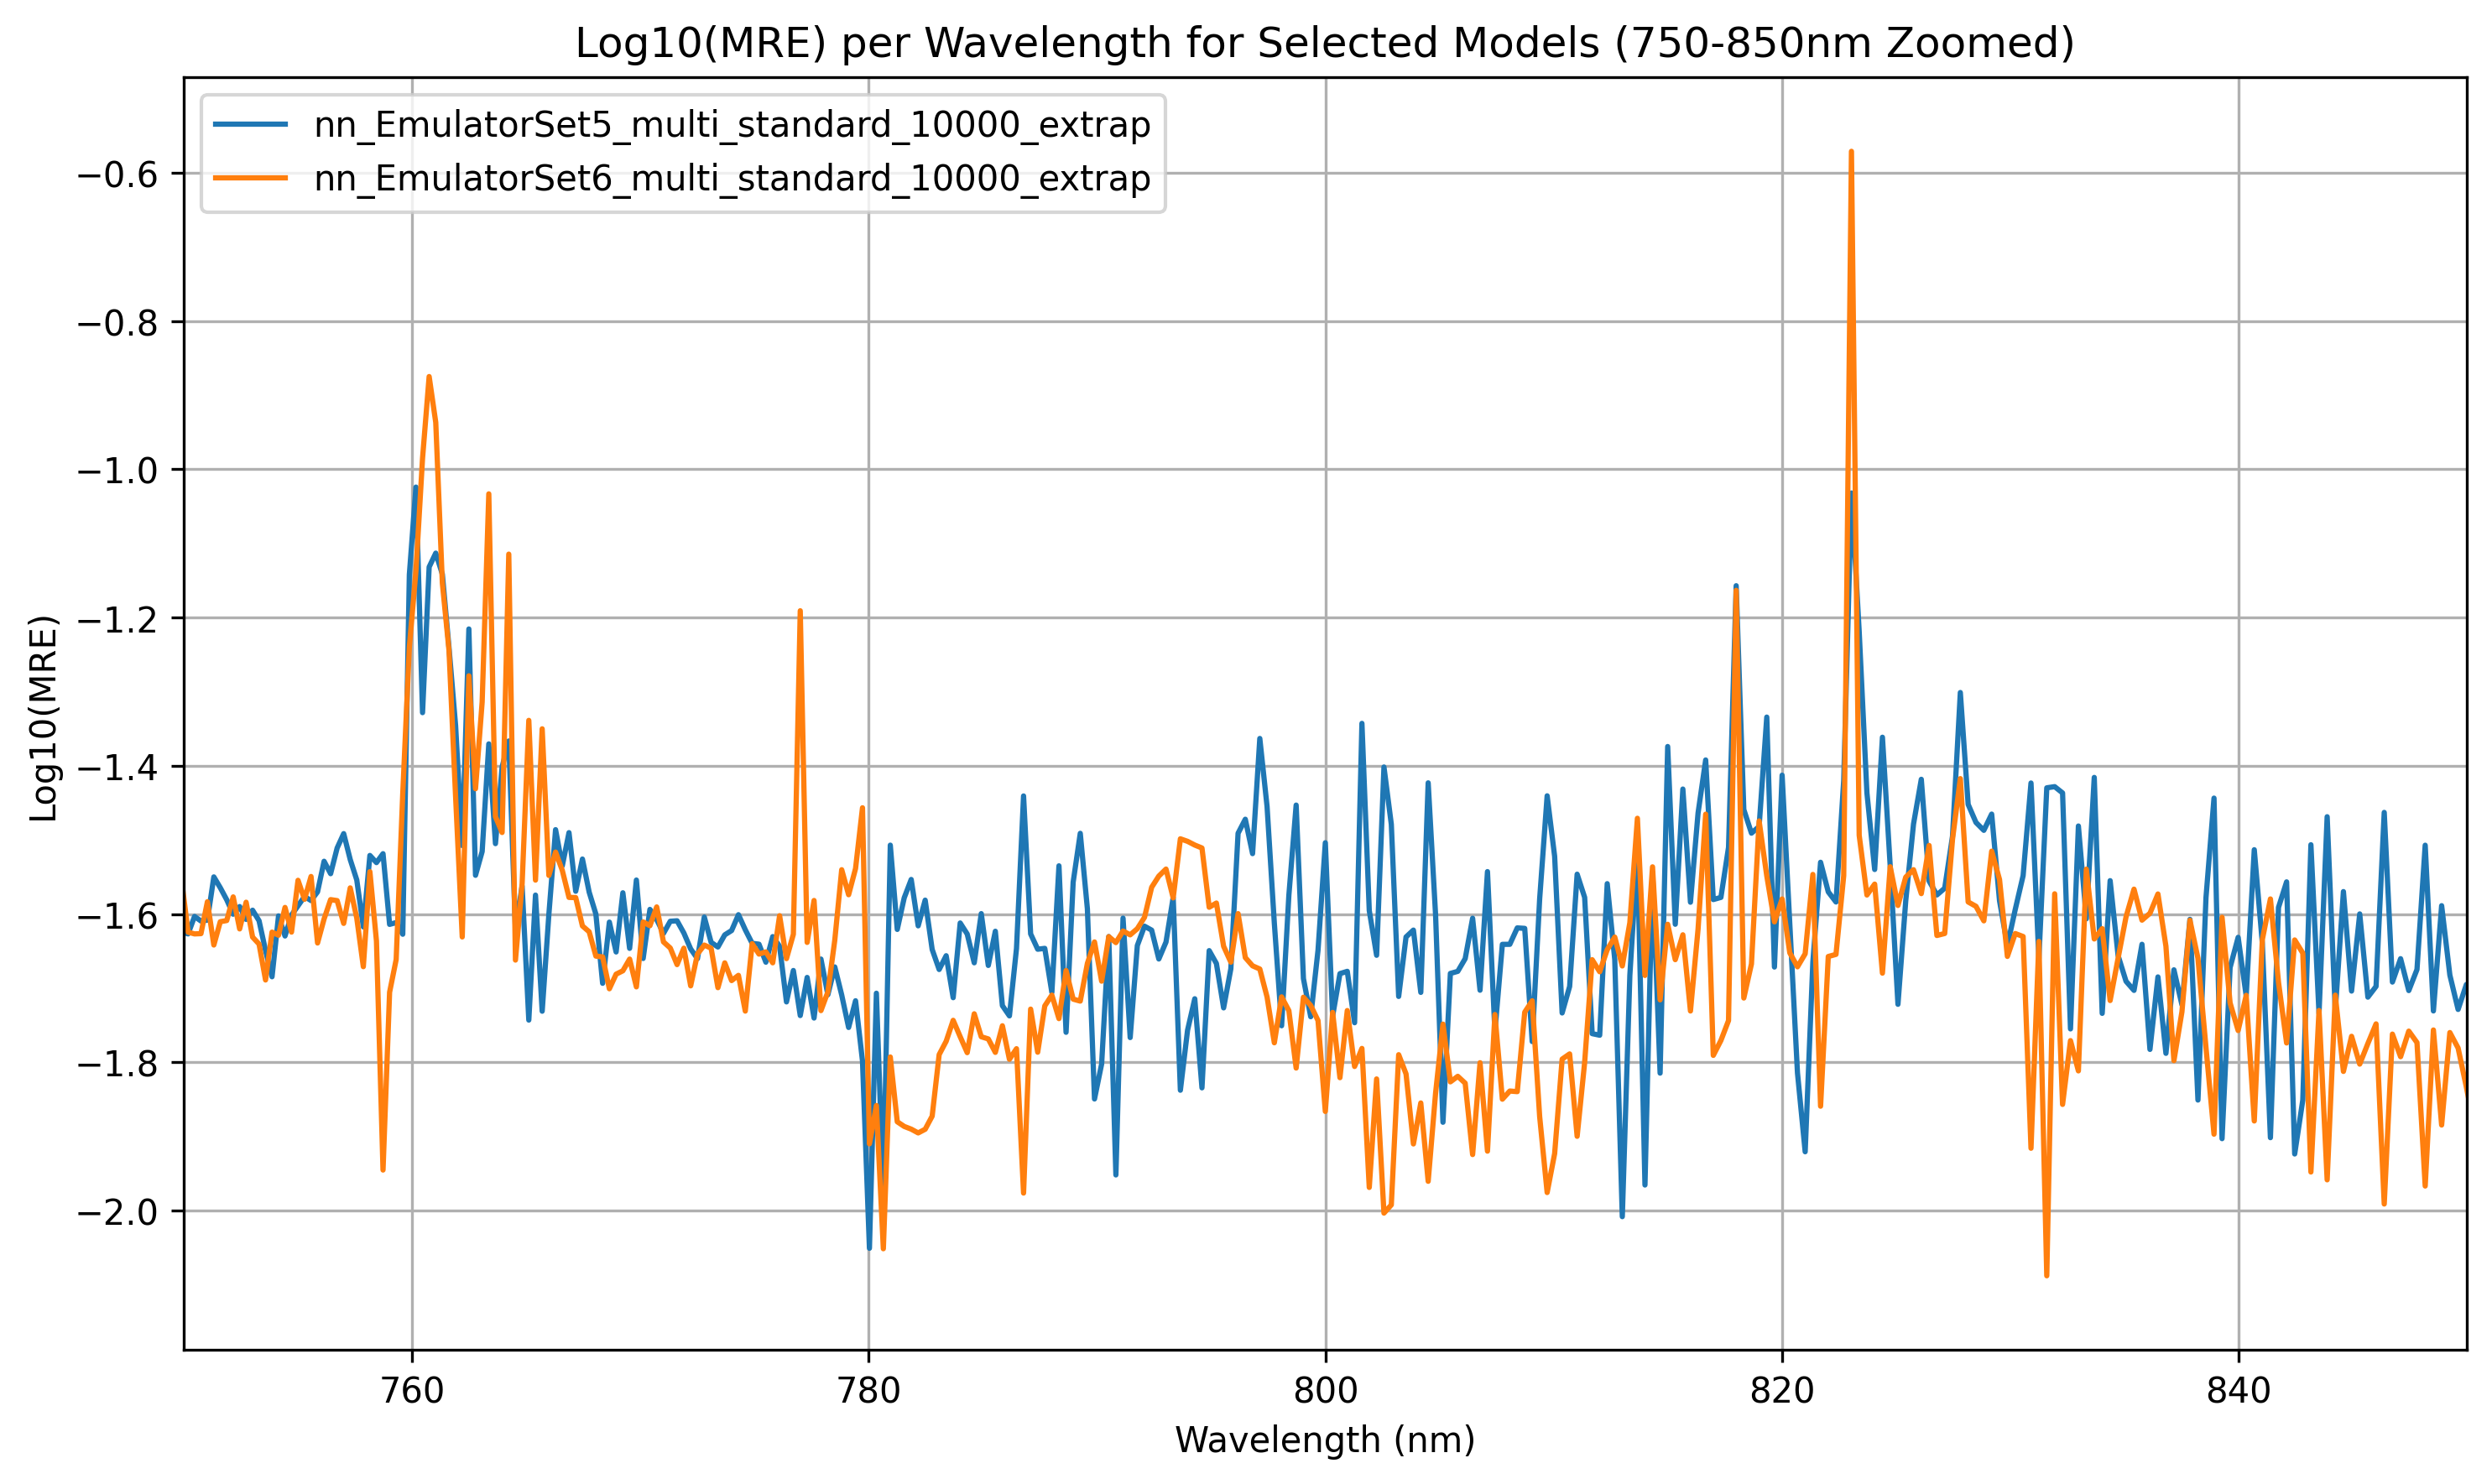 Log10(MRE) per Wavelength for Selected Models (750-850nm Zoomed)
nn_EmulatorSet5_multi_standard_10000_extrap
nn_EmulatorSet6_multi_standard_10000_extrap
−0.6
−0.8
−1.0
−1.2
−1.4
−1.6
−1.8
−2.0
Log10(MRE)
760 780 800 820 840
Wavelength (nm)